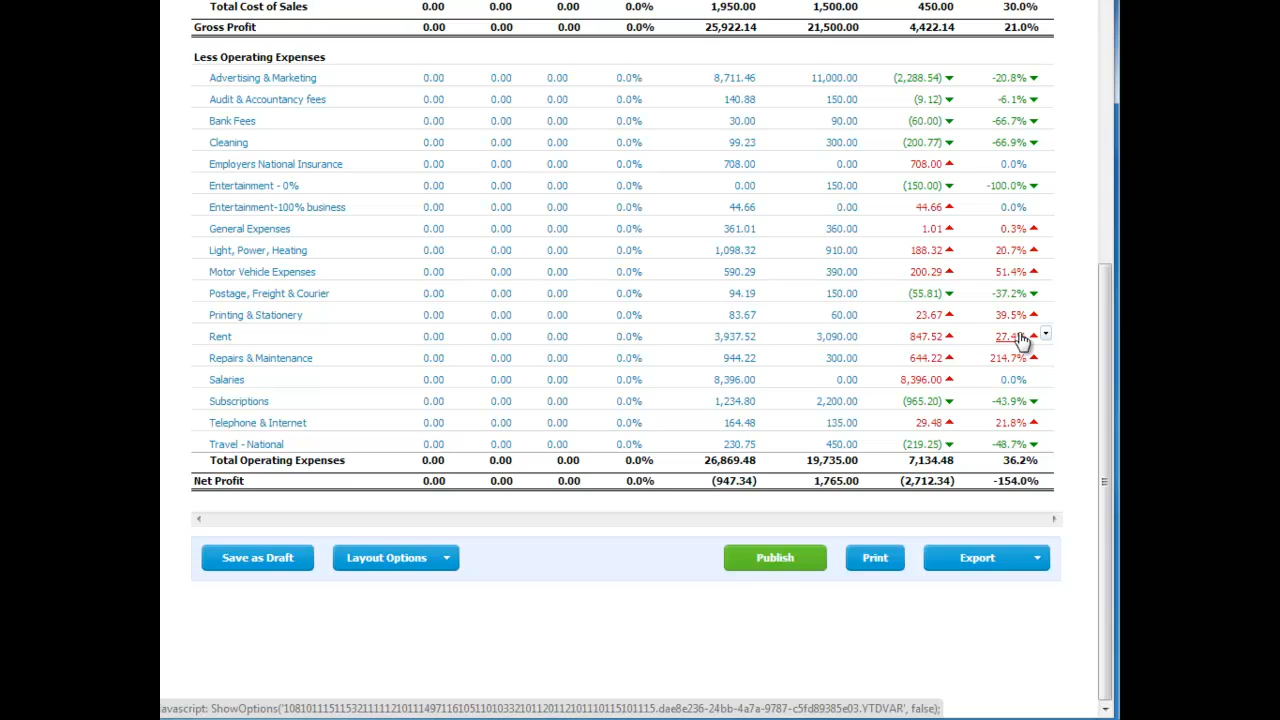 Total Cost of Sales 0.00 0.00 0.00 0.0% 1,950.00 1,500.00 450.00 30.0%
Gross Profit 0.00 0.00 0.00 0.0% 25,922.14 21,500.00 4,422.14 21.0%
Less Operating Expenses
Advertising & Marketing 0.00 0.00 0.00 0.0% 8,711.46 11,000.00 (2,288.54) -20.8%
Audit & Accountancy fees 0.00 0.00 0.00 0.0% 140.88 150.00 (9.12) -6.1%
Bank Fees 0.00 0.00 0.00 0.0% 30.00 90.00 (60.00) -66.7%
Cleaning 0.00 0.00 0.00 0.0% 99.23 300.00 (200.77) -66.9%
Employers National Insurance 0.00 0.00 0.00 0.0% 708.00 0.00 708.00 0.0%
Entertainment - 0% 0.00 0.00 0.00 0.0% 0.00 150.00 (150.00) -100.0%
Entertainment-100% business 0.00 0.00 0.00 0.0% 44.66 0.00 44.66 0.0%
General Expenses 0.00 0.00 0.00 0.0% 361.01 360.00 1.01 0.3%
Light, Power, Heating 0.00 0.00 0.00 0.0% 1,098.32 910.00 188.32 20.7%
Motor Vehicle Expenses 0.00 0.00 0.00 0.0% 590.29 390.00 200.29 51.4%
Postage, Freight & Courier 0.00 0.00 0.00 0.0% 94.19 150.00 (55.81) -37.2%
Printing & Stationery 0.00 0.00 0.00 0.0% 83.67 60.00 23.67 39.5%
Rent 0.00 0.00 0.00 0.0% 3,937.52 3,090.00 847.52 27.4%
Repairs & Maintenance 0.00 0.00 0.00 0.0% 944.22 300.00 644.22 214.7%
Salaries 0.00 0.00 0.00 0.0% 8,396.00 0.00 8,396.00 0.0%
Subscriptions 0.00 0.00 0.00 0.0% 1,234.80 2,200.00 (965.20) -43.9%
Telephone & Internet 0.00 0.00 0.00 0.0% 164.48 135.00 29.48 21.8%
Travel - National 0.00 0.00 0.00 0.0% 230.75 450.00 (219.25) -48.7%
Total Operating Expenses 0.00 0.00 0.00 0.0% 26,869.48 19,735.00 7,134.48 36.2%
Net Profit 0.00 0.00 0.00 0.0% (947.34) 1,765.00 (2,712.34) -154.0%
Save as Draft Layout Options Publish Print Export
avascript: ShowOptions('